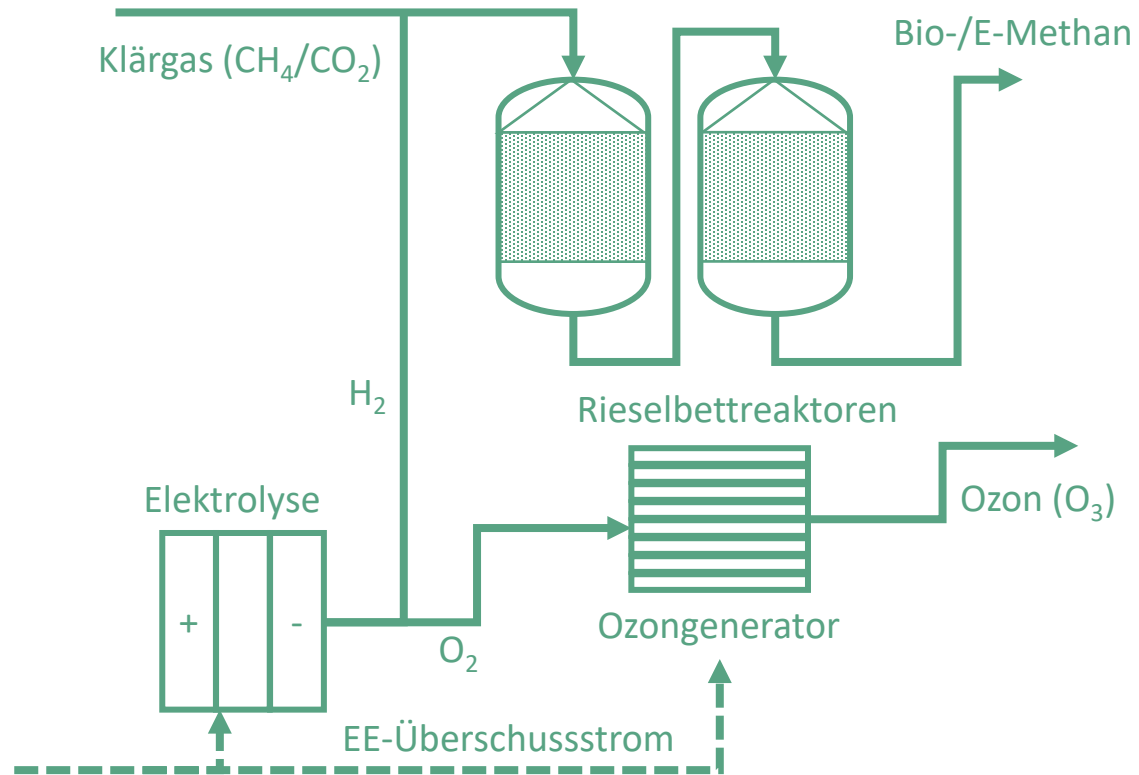 Bio-/E-Methan
Klärgas (CH₄/CO₂)
H₂
Rieselbettreaktoren
Elektrolyse
Ozon (O₃)
+ -
Ozongenerator
O₂
EE-Überschussstrom